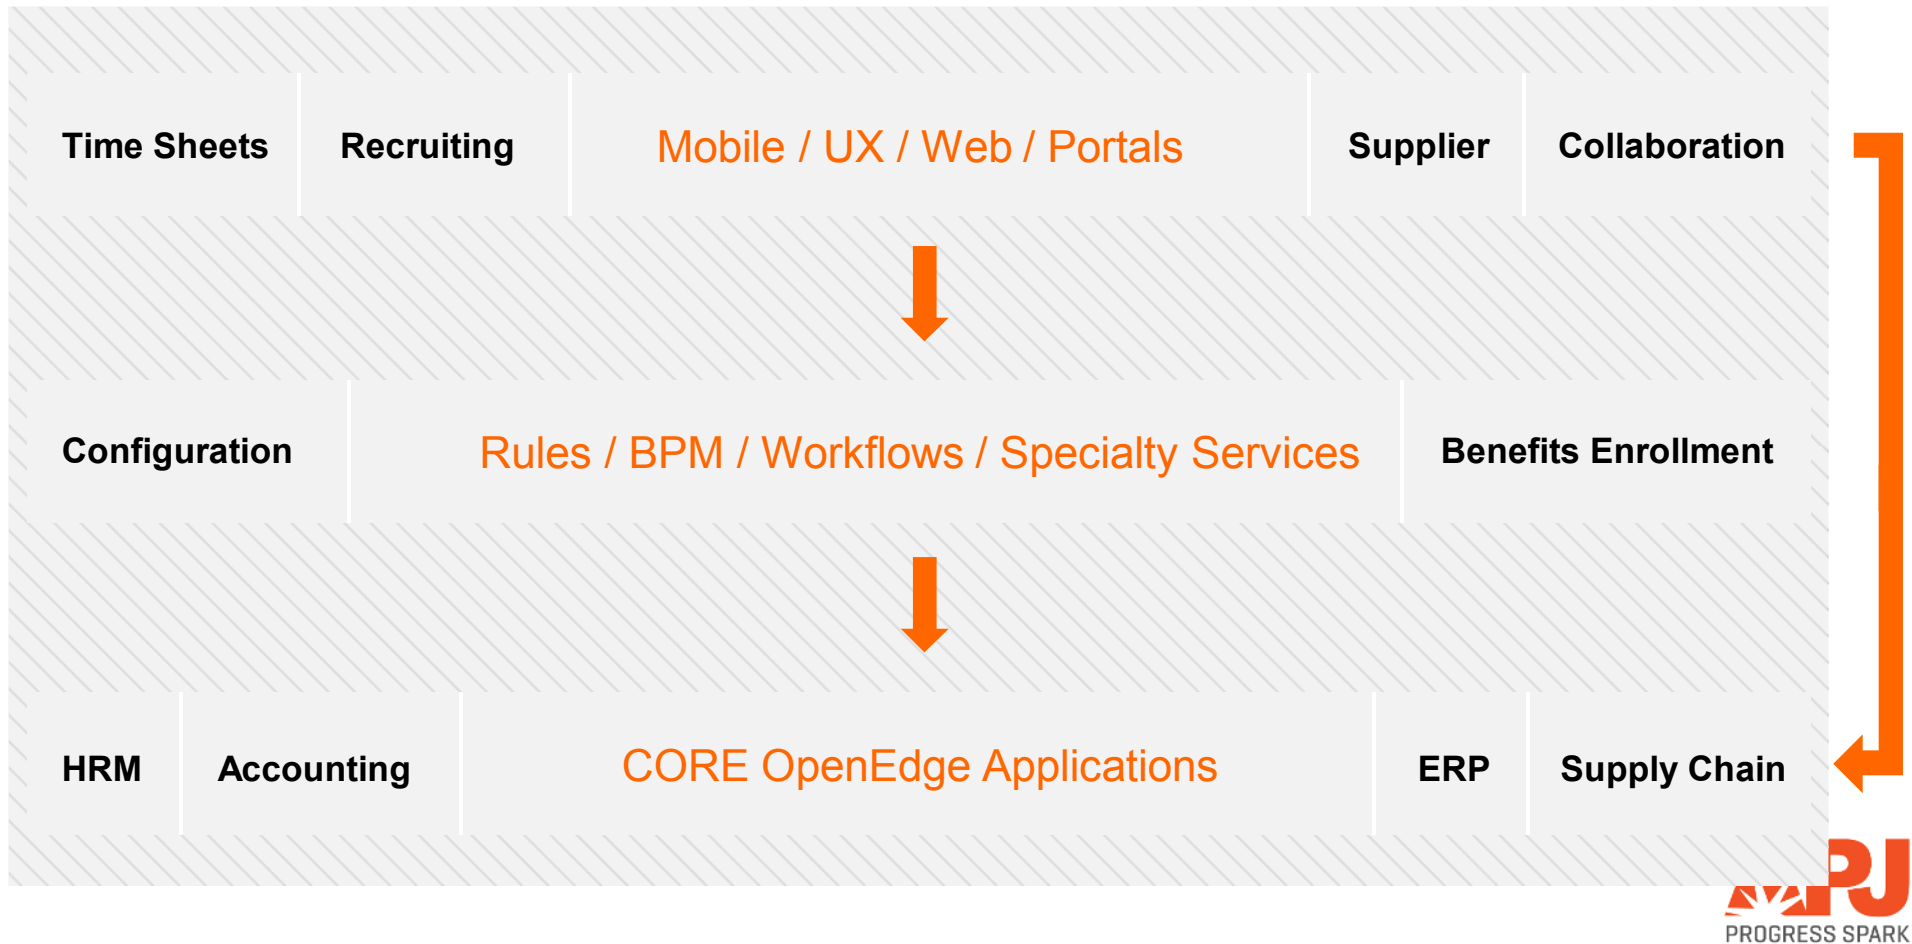 Time Sheets Recruiting Mobile / UX / Web / Portals Supplier Collaboration
Configuration Rules / BPM / Workflows / Specialty Services Benefits Enrollment
HRM Accounting CORE OpenEdge Applications ERP Supply Chain
PJ
PROGRESS SPARK